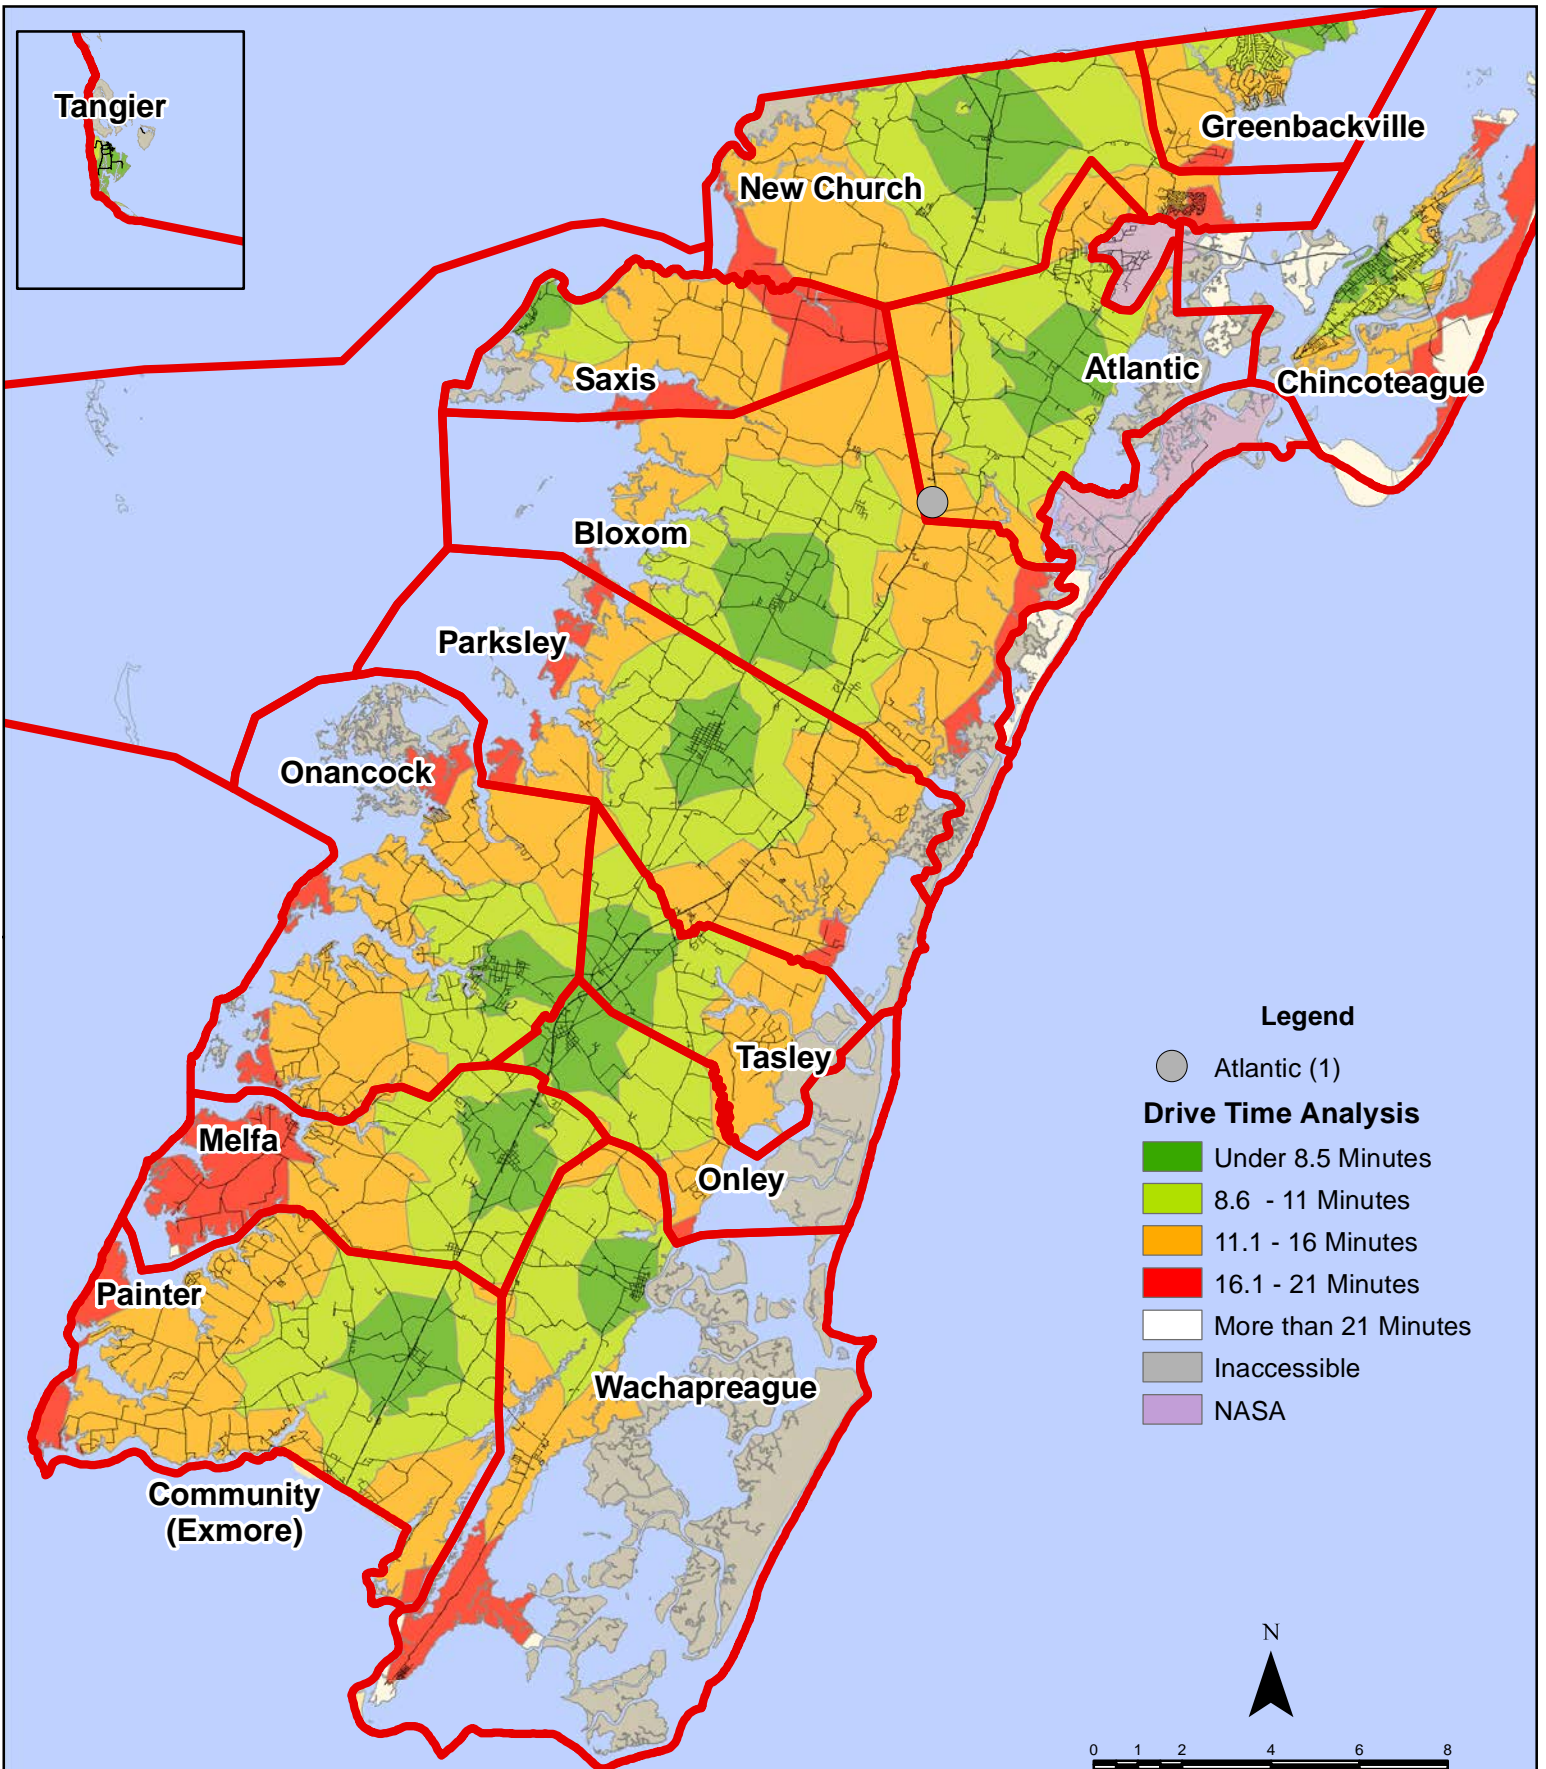 Tangier
Greenbackville
New Church
Saxis
Atlantic
Chincoteague
Bloxom
Parksley
Onancock
Tasley
Melfa
Onley
Painter
Wachapreague
Community
(Exmore)
Legend
Atlantic (1)
Drive Time Analysis
Under 8.5 Minutes
8.6 - 11 Minutes
11.1 - 16 Minutes
16.1 - 21 Minutes
More than 21 Minutes
Inaccessible
NASA
N
0 1 2 4 6 8